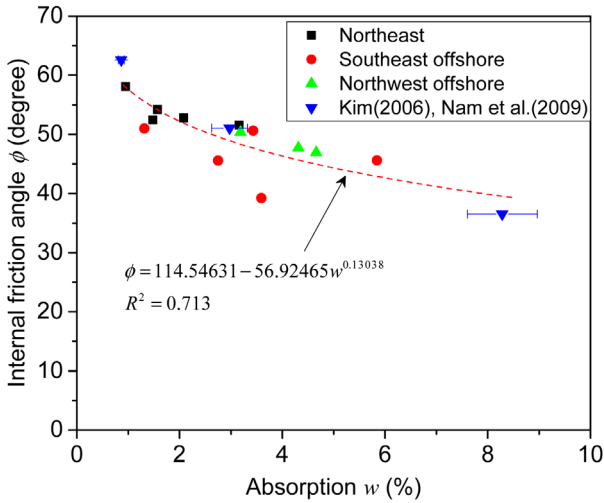 70
60
50
40
30
20
10
0
Internal friction angle ϕ (degree)
Northeast
Southeast offshore
Northwest offshore
Kim(2006), Nam et al.(2009)
ϕ=114.54631−56.92465w^0.13038
R² = 0.713
0 2 4 6 8 10
Absorption w (%)